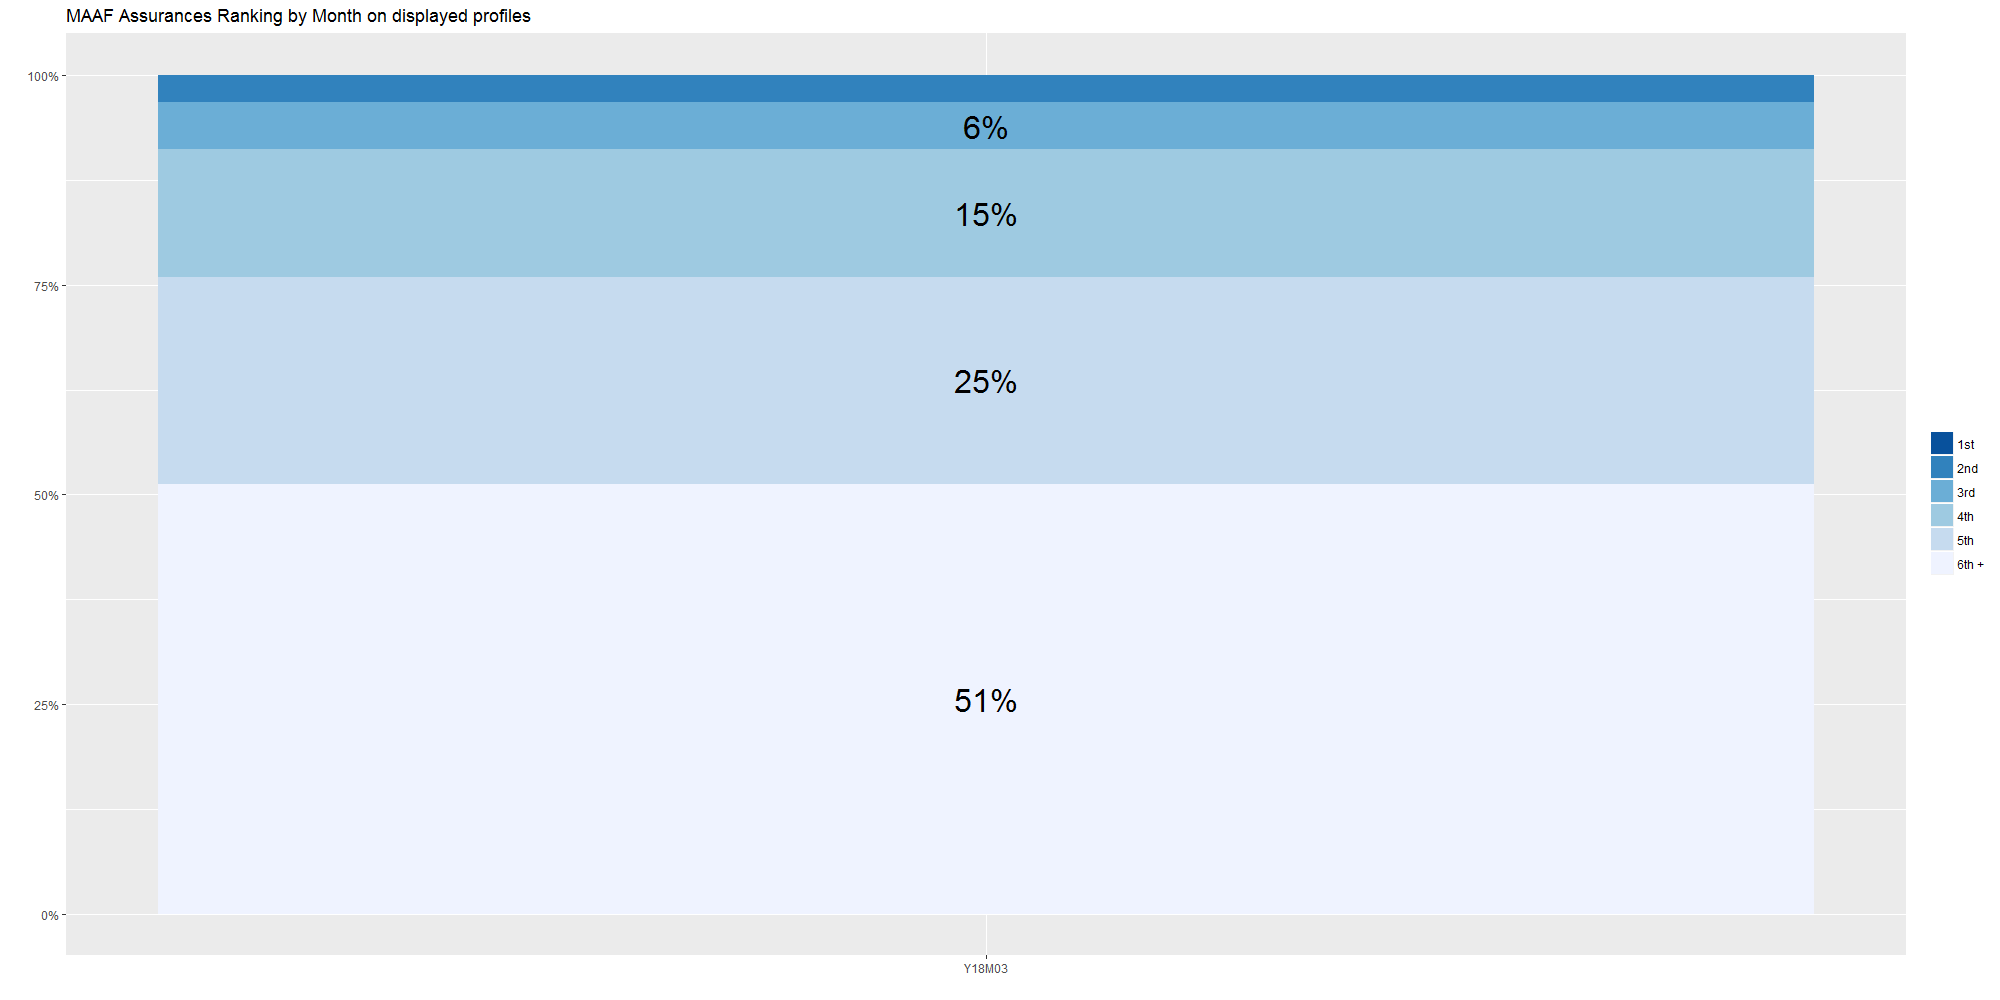 MAAF Assurances Ranking by Month on displayed profiles
100%
75%
50%
25%
0%
6%
15%
25%
51%
Y18M03
1st
2nd
3rd
4th
5th
6th +